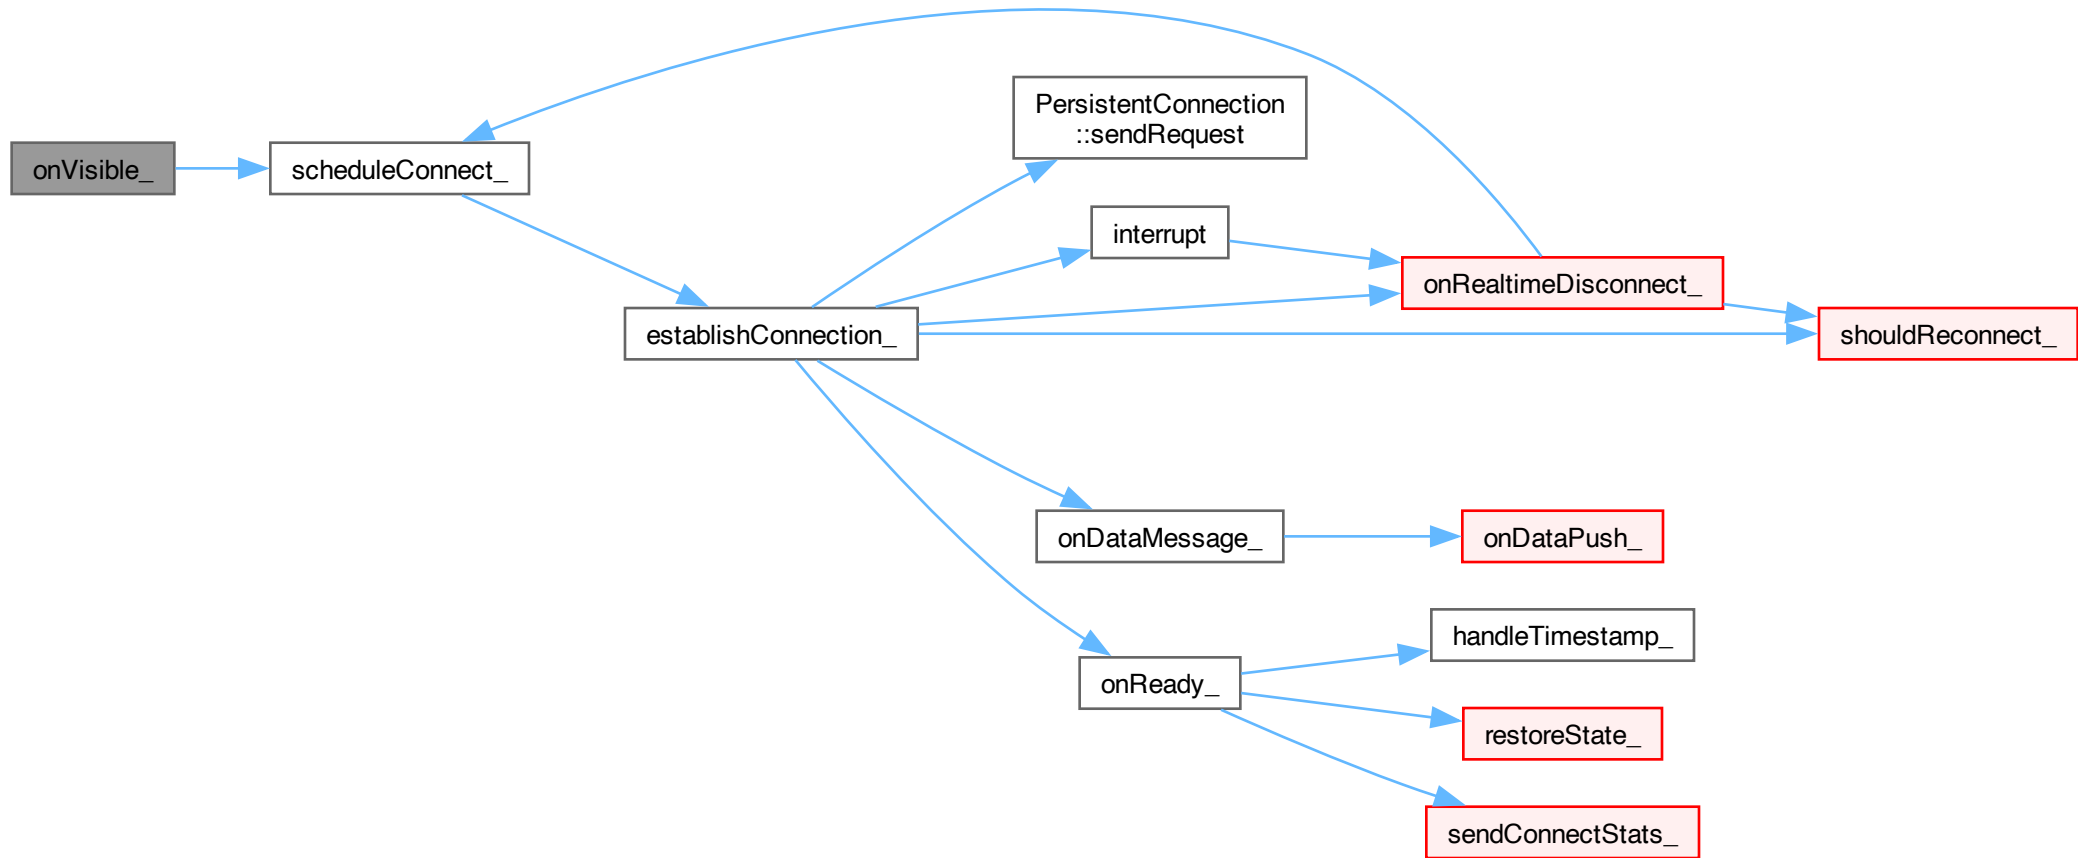 onVisible_
scheduleConnect_
establishConnection_
PersistentConnection
::sendRequest
interrupt
onRealtimeDisconnect_
shouldReconnect_
onDataMessage_
onDataPush_
onReady_
handleTimestamp_
restoreState_
sendConnectStats_